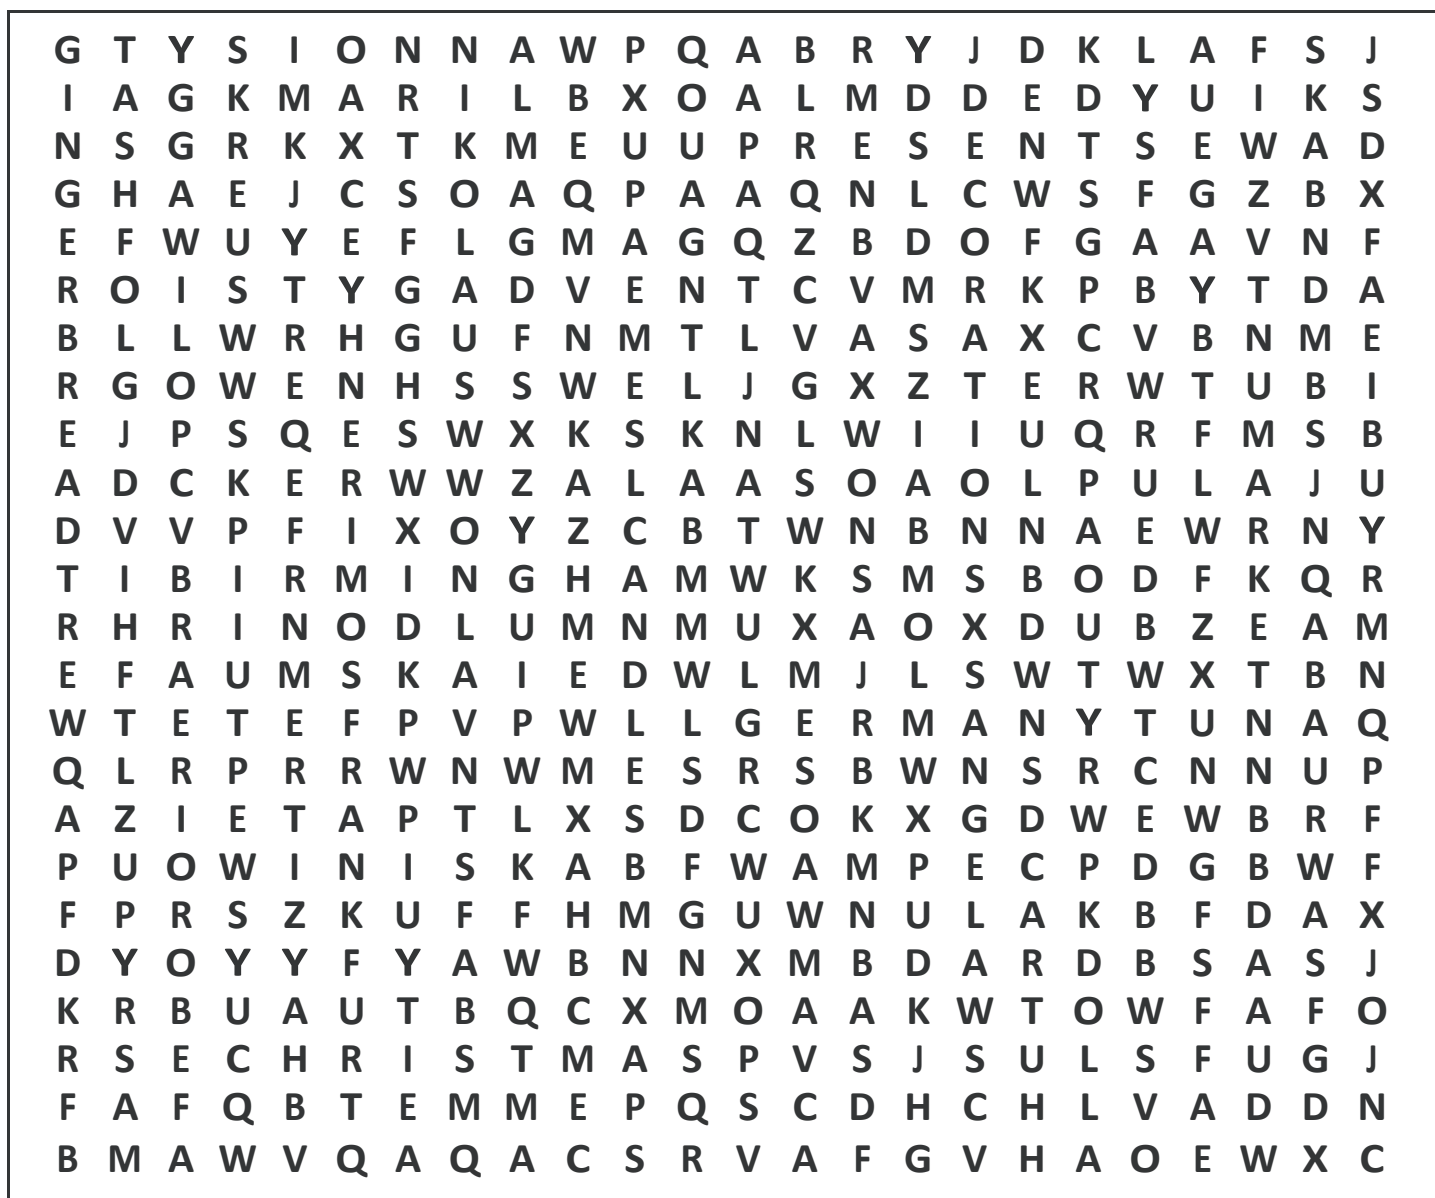 G T Y S I O N N A W P Q A B R Y J D K L A F S J
I A G K M A R I L B X O A L M D D E D Y U I K S
N S G R K X T K M E U U P R E S E N T S E W A D
G H A E J C S O A Q P A A Q N L C W S F G Z B X
E F W U Y E F L G M A G Q Z B D O F G A A V N F
R O I S T Y G A D V E N T C V M R K P B Y T D A
B L L W R H G U F N M T L V A S A X C V B N M E
R G O W E N H S S W E L J G X Z T E R W T U B I
E J P S Q E S W X K S K N L W I I U Q R F M S B
A D C K E R W W Z A L A A S O A O L P U L A J U
D V V P F I X O Y Z C B T W N B N N A E W R N Y
T I B I R M I N G H A M W K S M S B O D F K Q R
R H R I N O D L U M N M U X A O X D U B Z E A M
E F A U M S K A I E D W L M J L S W T W X T B N
W T E T E F P V P W L L G E R M A N Y T U N A Q
Q L R P R R W N W M E S R S B W N S R C N N U P
A Z I E T A P T L X S D C O K X G D W E W B R F
P U O W I N I S K A B F W A M P E C P D G B W F
F P R S Z K U F F H M G U W N U L A K B F D A X
D Y O Y Y F Y A W B N N X M B D A R D B S A S J
K R B U A U T B Q C X M O A A K W T O W F A F O
R S E C H R I S T M A S P V S J S U L S F U G J
F A F Q B T E M M E P Q S C D H C H L V A D D N
B M A W V Q A Q A C S R V A F G V H A O E W X C